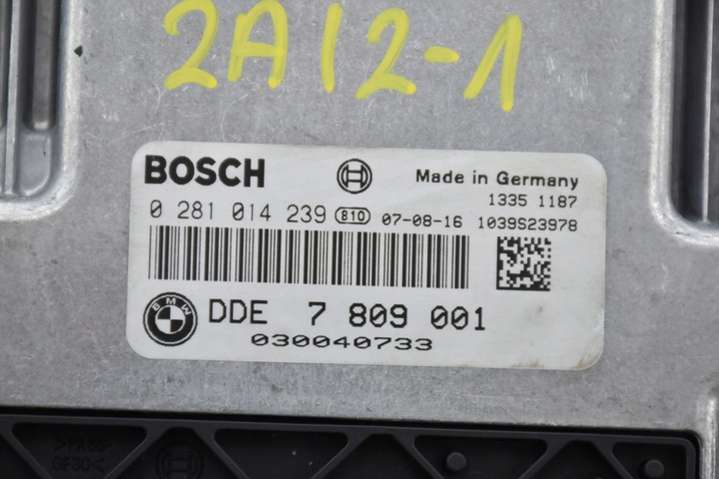 2A12-1
BOSCH Made in Germany
1335 1187
0 281 014 239 810 07-08-16 1039S23978
BMW DDE 7 809 001
030040733